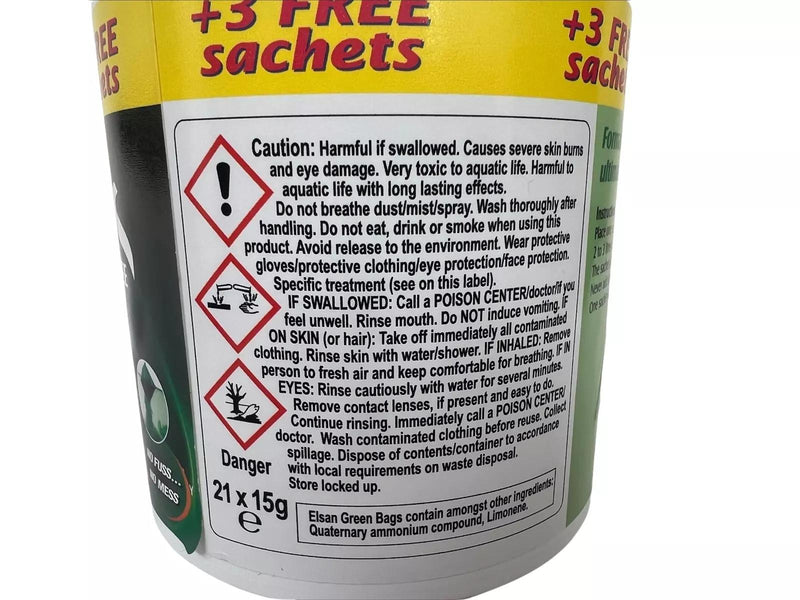 +3 FREE
sachets
Caution: Harmful if swallowed. Causes severe skin burns
and eye damage. Very toxic to aquatic life. Harmful to
aquatic life with long lasting effects.
Do not breathe dust/mist/spray. Wash thoroughly after
handling. Do not eat, drink or smoke when using this
product. Avoid release to the environment. Wear protective
gloves/protective clothing/eye protection/face protection.
Specific treatment (see on this label).
IF SWALLOWED: Call a POISON CENTER/doctor/if you
feel unwell. Rinse mouth. Do NOT induce vomiting. IF
ON SKIN (or hair): Take off immediately all contaminated
clothing. Rinse skin with water/shower. IF INHALED: Remove
person to fresh air and keep comfortable for breathing. IF IN
EYES: Rinse cautiously with water for several minutes.
Remove contact lenses, if present and easy to do.
Continue rinsing. Immediately call a POISON CENTER/
doctor. Wash contaminated clothing before reuse. Collect
spillage. Dispose of contents/container to accordance
with local requirements on waste disposal.
Store locked up.
Danger
21 x 15g
e
Elsan Green Bags contain amongst other ingredients:
Quaternary ammonium compound, Limonene.
NO FUSS...
NO MESS
+3 FRE
sachets